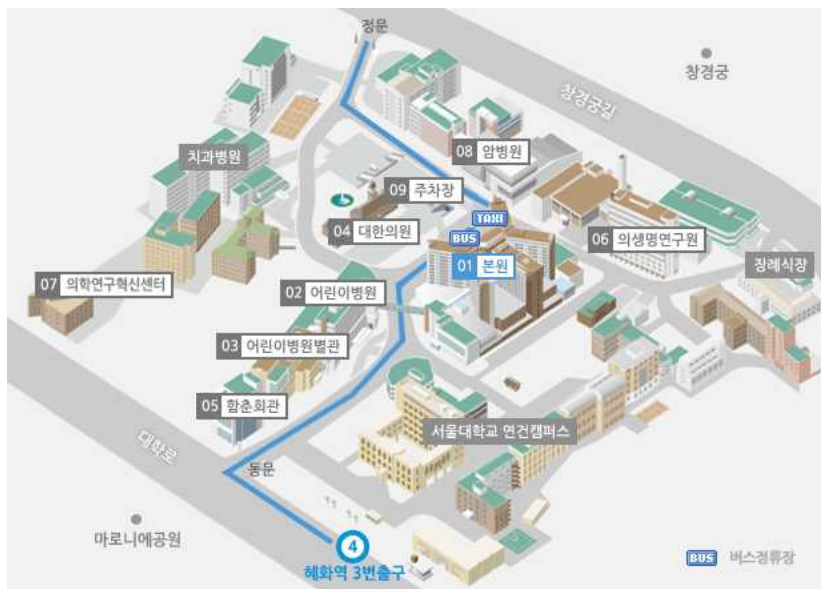 정문
창경궁
창경궁길
치과병원
08 암병원
09 주차장
TAXI
04 대한의원
BUS
06 의생명연구원
01 본원
장례식장
07 의학연구혁신센터
02 어린이병원
03 어린이병원별관
05 함춘회관
서울대학교 연건캠퍼스
대학로
동문
마로니에공원
4
혜화역 3번출구
BUS 버스정류장